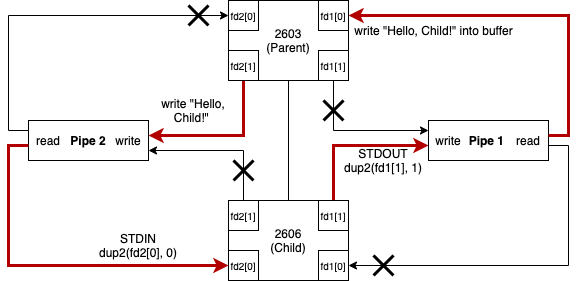 fd2[0]
2603
(Parent)
fd1[0]
fd2[1]
fd1[1]
write "Hello, Child!" into buffer
write "Hello,
Child!"
read Pipe 2 write
write Pipe 1 read
STDOUT
dup2(fd1[1], 1)
fd2[1]
2606
(Child)
fd1[1]
fd2[0]
fd1[0]
STDIN
dup2(fd2[0], 0)